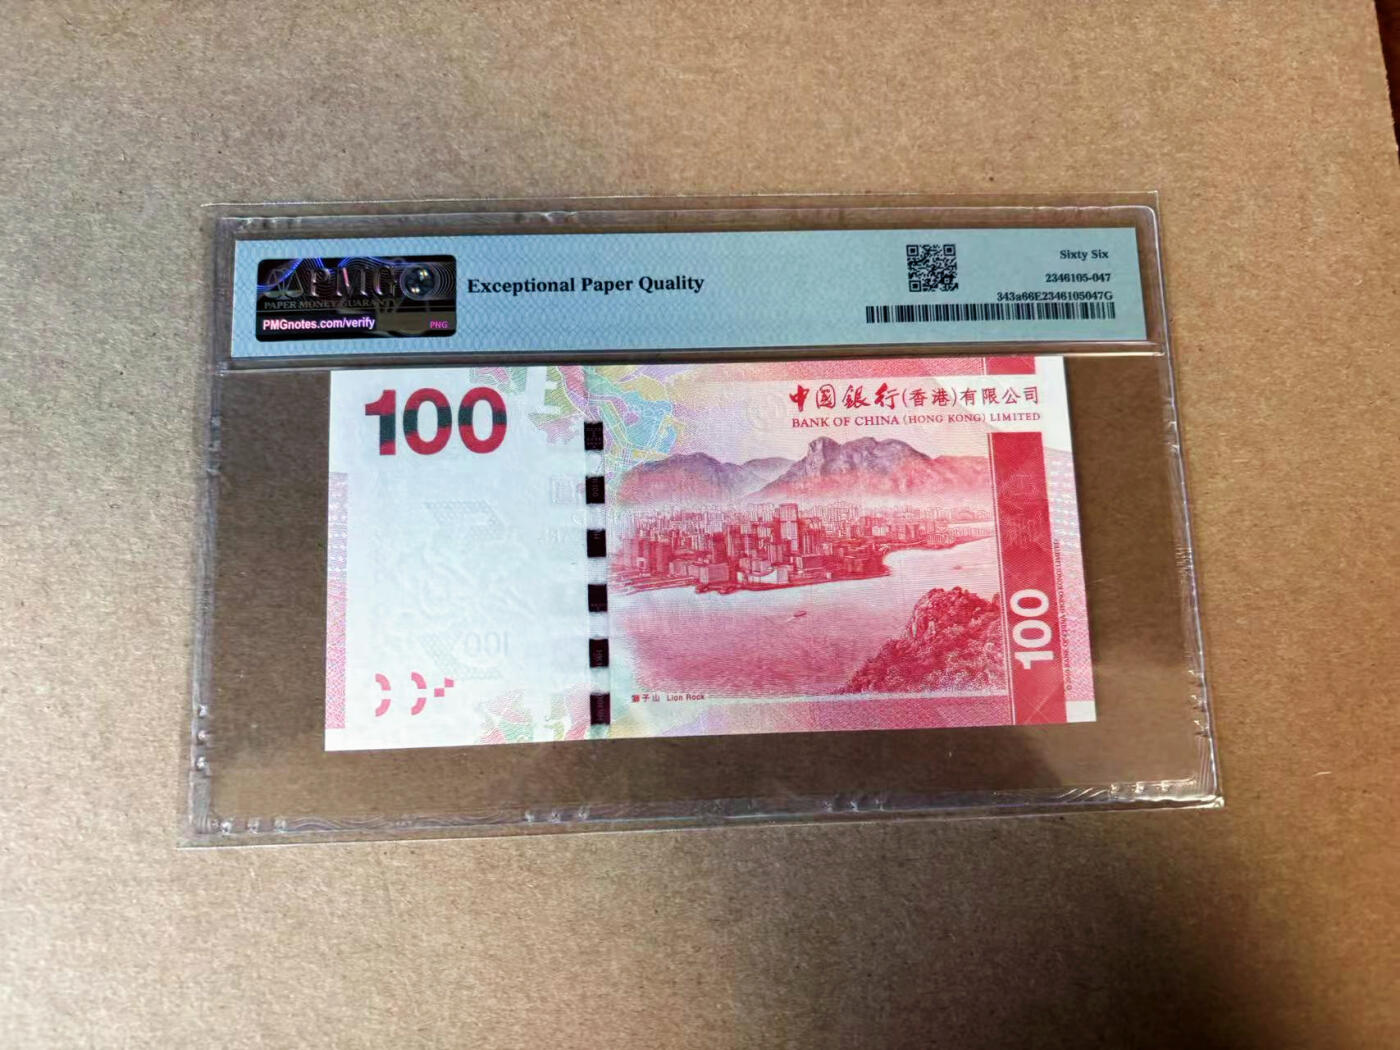 PMG
PAPER MONEY GUARANTY
PMGnotes.com/verify
PNG
Exceptional Paper Quality
Sixty Six
2346105-047
343a66E2346105047G
100
中國銀行(香港)有限公司
BANK OF CHINA (HONG KONG) LIMITED
獅子山 Lion Rock
100